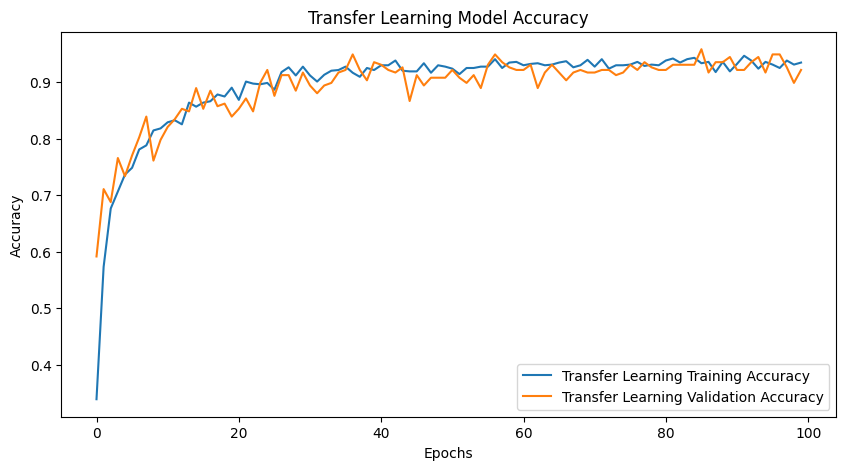 Transfer Learning Model Accuracy
Accuracy
0.9
0.8
0.7
0.6
0.5
0.4
0
20
40
60
80
100
Epochs
Transfer Learning Training Accuracy
Transfer Learning Validation Accuracy